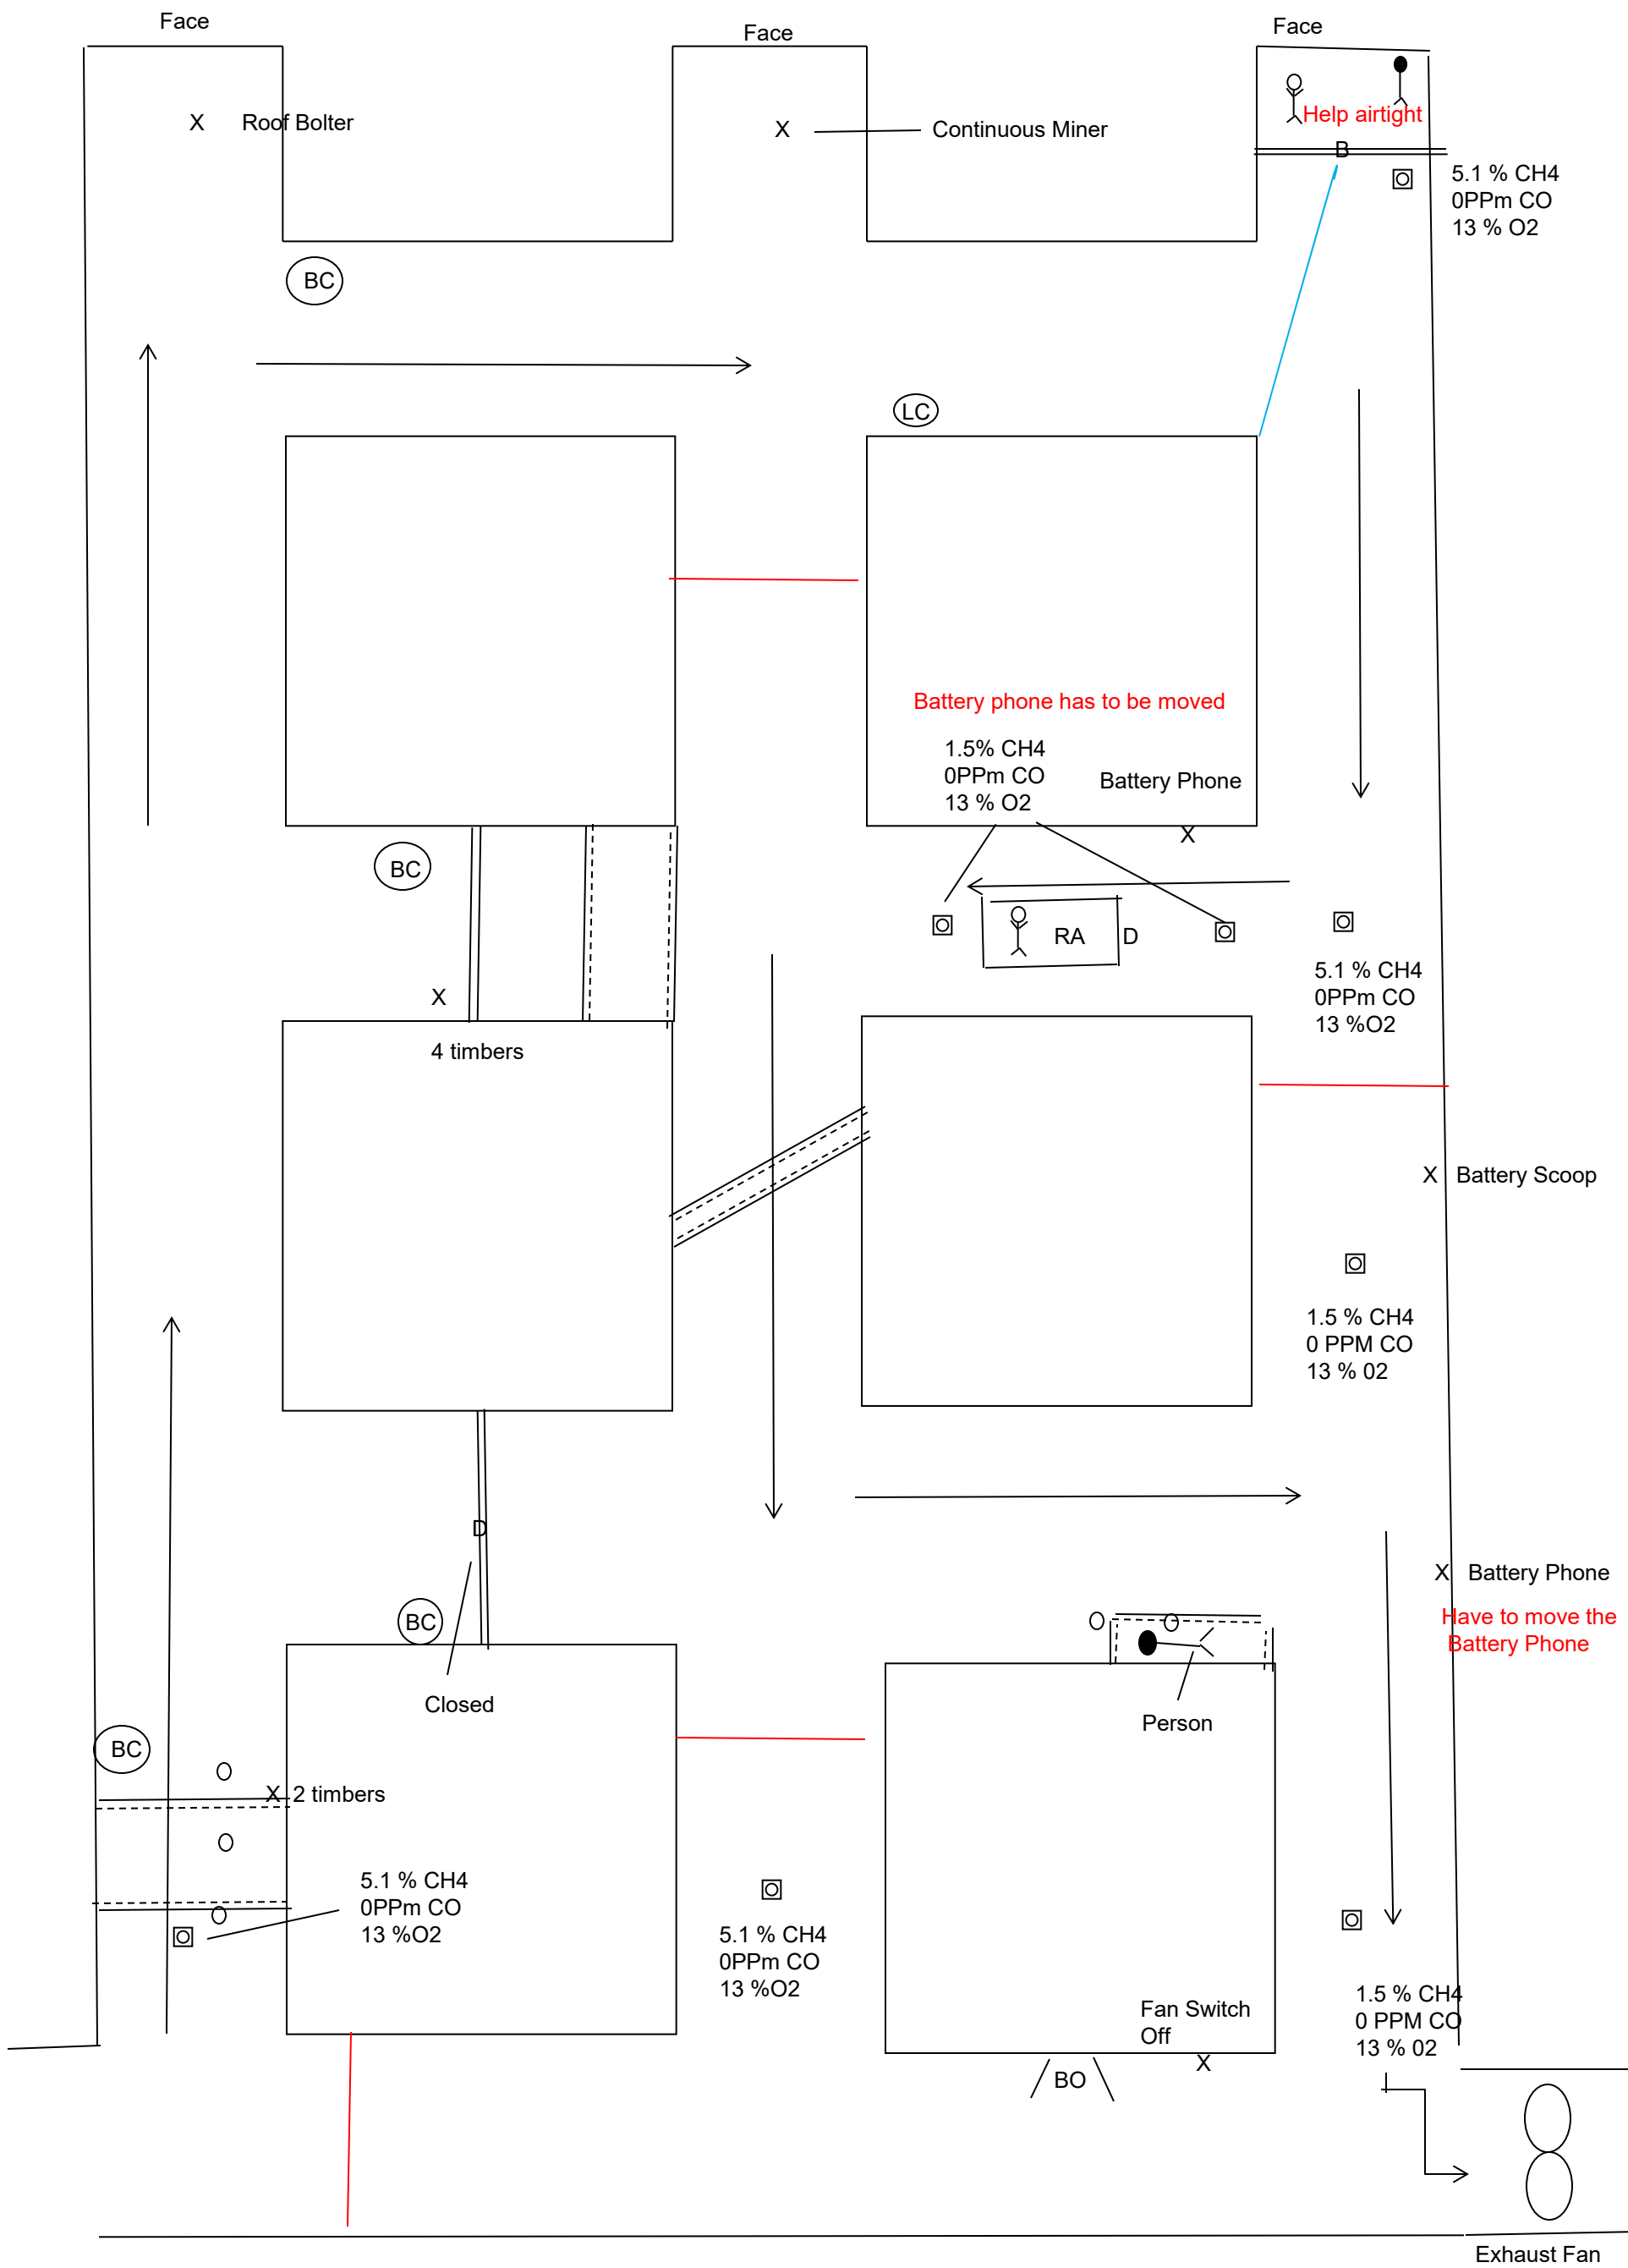 Face
Face
Face
X Roof Bolter
X
Continuous Miner
Help airtight
B
5.1 % CH4
0PPm CO
13 % O2
BC
LC
Battery phone has to be moved
1.5% CH4
0PPm CO
13 % O2
Battery Phone
X
BC
RA
D
5.1 % CH4
0PPm CO
13 %O2
X
4 timbers
X Battery Scoop
1.5 % CH4
0 PPM CO
13 % 02
D
X Battery Phone
Have to move the
Battery Phone
BC
Closed
Person
BC
X 2 timbers
5.1 % CH4
0PPm CO
13 %O2
5.1 % CH4
0PPm CO
13 %O2
1.5 % CH4
0 PPM CO
13 % 02
Fan Switch
Off
X
BO
Exhaust Fan